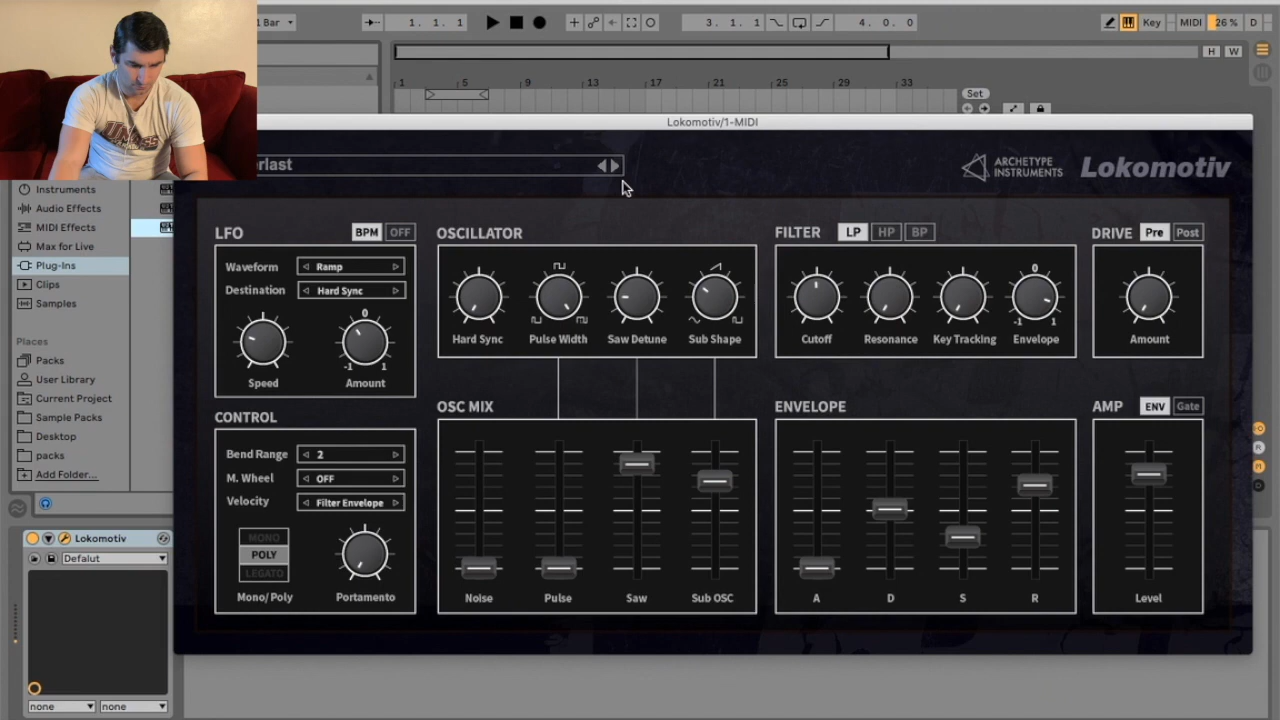 1 Bar
1. 1. 1
3. 1. 1
4. 0. 0
Key
MIDI
26 %
D
H
W
1 5 9 13 17 21 25 29 33
Set
Lokomotiv/1-MIDI
ARCHETYPE
INSTRUMENTS
Lokomotiv
Instruments
Audio Effects
MIDI Effects
Max for Live
Plug-Ins
Clips
Samples
Places
Packs
User Library
Current Project
Sample Packs
Desktop
packs
Add Folder...
LFO
BPM
OFF
Waveform
Ramp
Destination
Hard Sync
0
-1 1
Speed
Amount
OSCILLATOR
Hard Sync
Pulse Width
Saw Detune
Sub Shape
FILTER
LP
HP
BP
0
-1 1
Cutoff
Resonance
Key Tracking
Envelope
DRIVE
Pre
Post
Amount
CONTROL
Bend Range
2
M. Wheel
OFF
Velocity
Filter Envelope
MONO
POLY
LEGATO
Mono/Poly
Portamento
OSC MIX
Noise
Pulse
Saw
Sub OSC
ENVELOPE
A
D
S
R
AMP
ENV
Gate
Level
Lokomotiv
Defalut
none
none